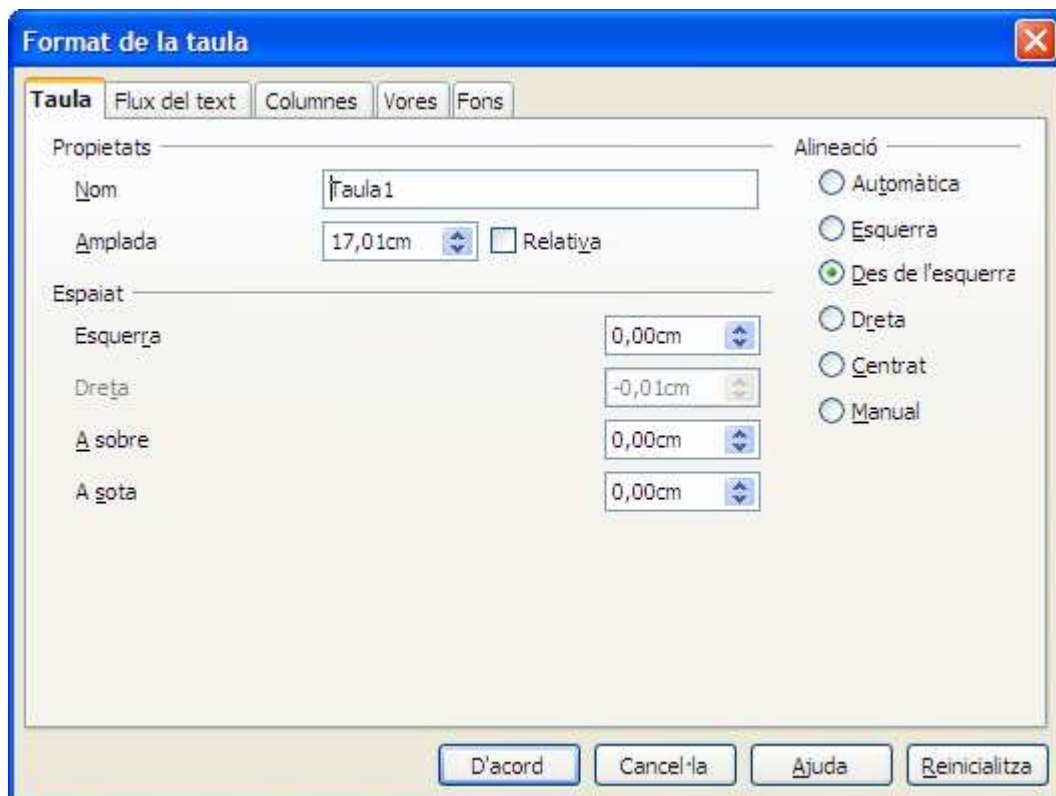 Format de la taula
Taula Flux del text Columnes Vores Fons
Propietats
Nom Taula1
Amplada 17,01cm Relativa
Espaiat
Esquerra 0,00cm
Dreta -0,01cm
A sobre 0,00cm
A sota 0,00cm
Alineació
Automàtica
Esquerra
Des de l'esquerra
Dreta
Centrat
Manual
D'acord Cancel·la Ajuda Reinicialitza